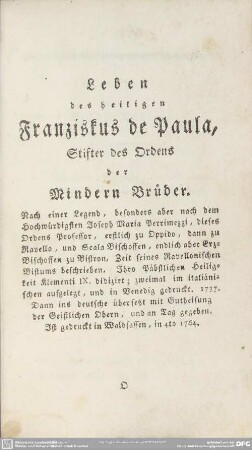 Leben
des heiligen
Franziskus de Paula,
Stifter des Ordens
der
Mindern Brüder.
Nach einer Legend, besonders aber nach dem
Hochwürdigsten Joseph Maria Perrimezzi, dieses
Ordens Professor, erstlich zu Oppido, dann zu
Ravello, und Scala Bischoffen, endlich aber Erz-
Bischoffen zu Bistron, Zeit seines Ravellonischen
Bistums beschrieben. Ihro Päbstlichen Heilig-
keit Klementi IX. dedizirt; zweimal im italiäni-
schen aufgelegt, und in Venedig gedruckt. 1737.
Dann ins deutsche übersetzt mit Gutheisung
der Geistlichen Obern, und an Tag gegeben.
Ist gedruckt in Waldsassen, in 4to 1764.
O